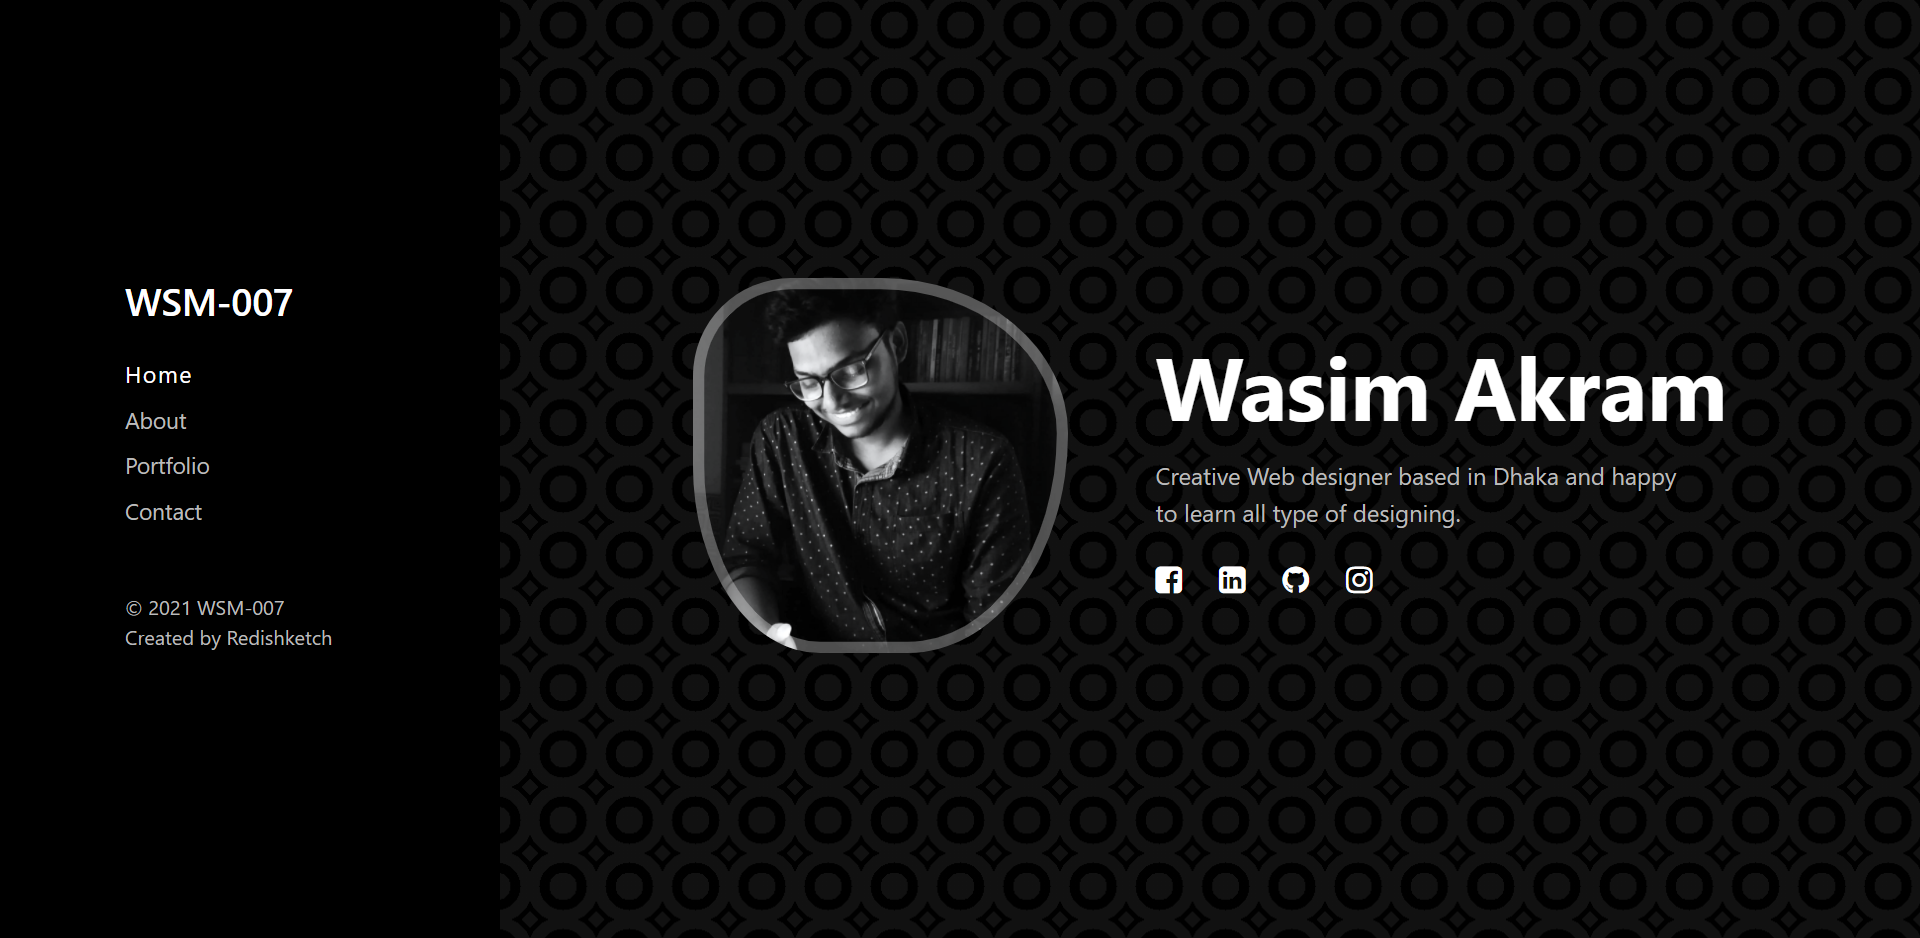 WSM-007
Home
About
Portfolio
Contact
© 2021 WSM-007
Created by Redishketch
Wasim Akram
Creative Web designer based in Dhaka and happy
to learn all type of designing.